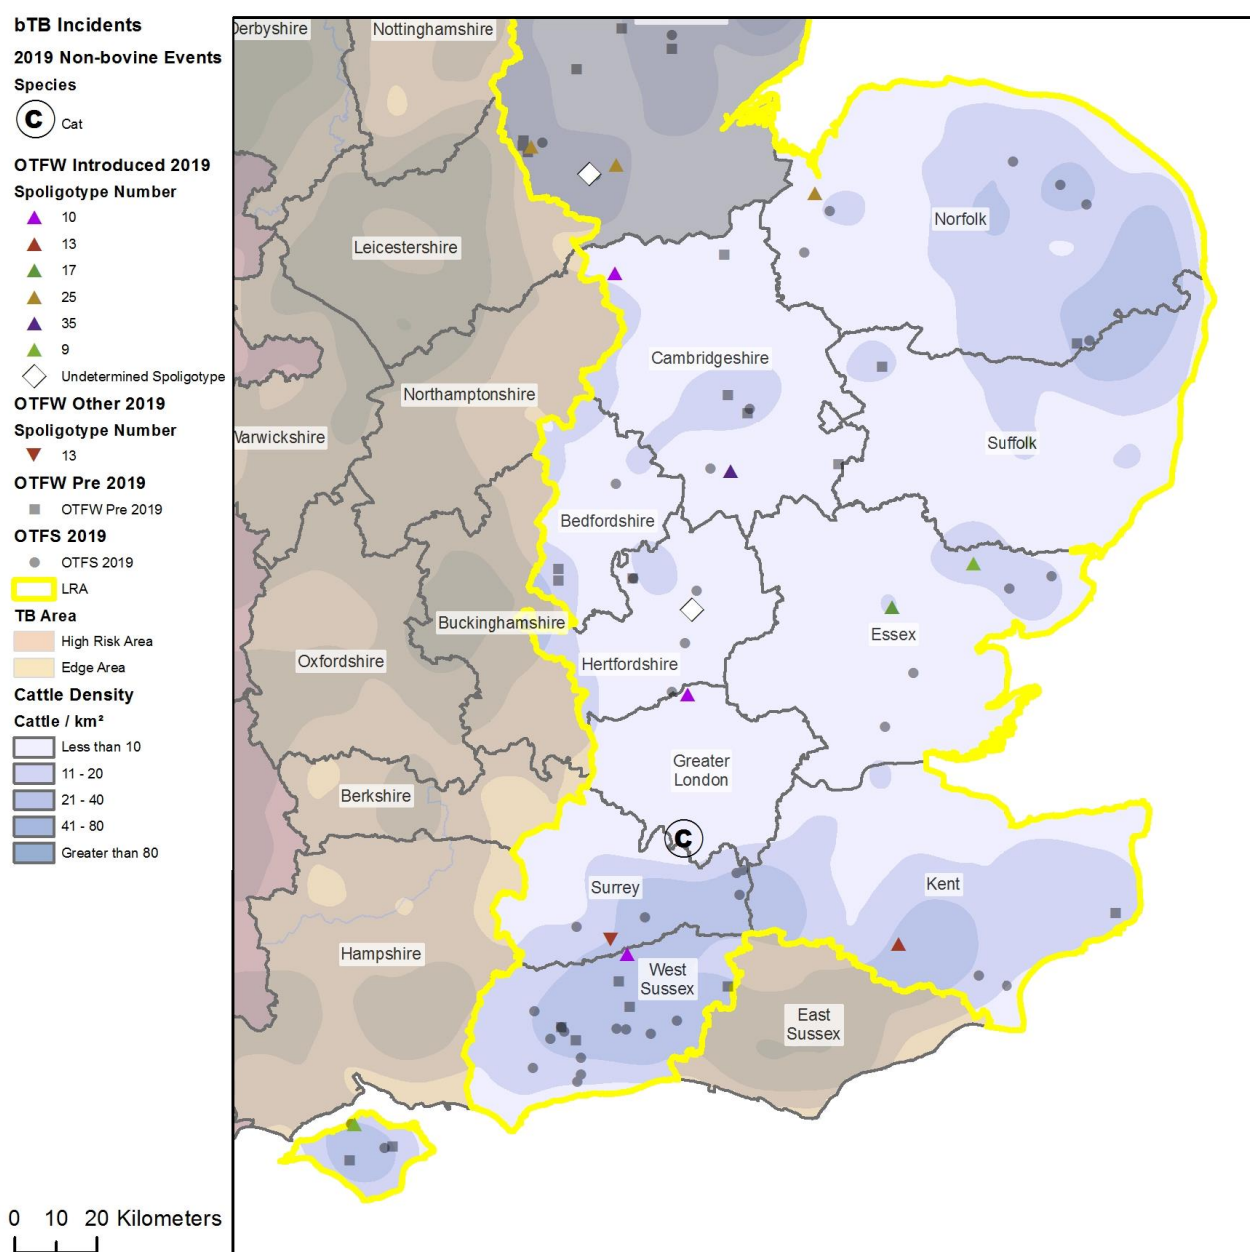 bTB Incidents
2019 Non-bovine Events
Species
C Cat
OTFW Introduced 2019
Spoligotype Number
10
13
17
25
35
9
Undetermined Spoligotype
OTFW Other 2019
Spoligotype Number
13
OTFW Pre 2019
OTFW Pre 2019
OTFS 2019
OTFS 2019
LRA
TB Area
High Risk Area
Edge Area
Cattle Density
Cattle / km²
Less than 10
11 - 20
21 - 40
41 - 80
Greater than 80
0 10 20 Kilometers
Derbyshire
Nottinghamshire
Norfolk
Leicestershire
Cambridgeshire
Northamptonshire
Warwickshire
Suffolk
Bedfordshire
Buckinghamshire
Essex
Oxfordshire
Hertfordshire
Greater
London
Berkshire
C
Surrey
Kent
Hampshire
West
Sussex
East
Sussex